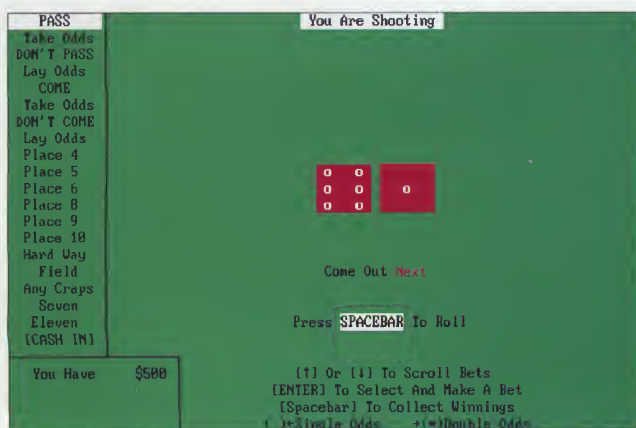 PASS
Take Odds
DON'T PASS
Lay Odds
COME
Take Odds
DON'T COME
Lay Odds
Place 4
Place 5
Place 6
Place 8
Place 9
Place 10
Hard Way
Field
Any Craps
Seven
Eleven
[CASH IN]
You Have $500
You Are Shooting
Come Out Next
Press SPACEBAR To Roll
[↑] Or [↓] To Scroll Bets
[ENTER] To Select And Make A Bet
[Spacebar] To Collect Winnings
Single Odds →(*)Double Odds